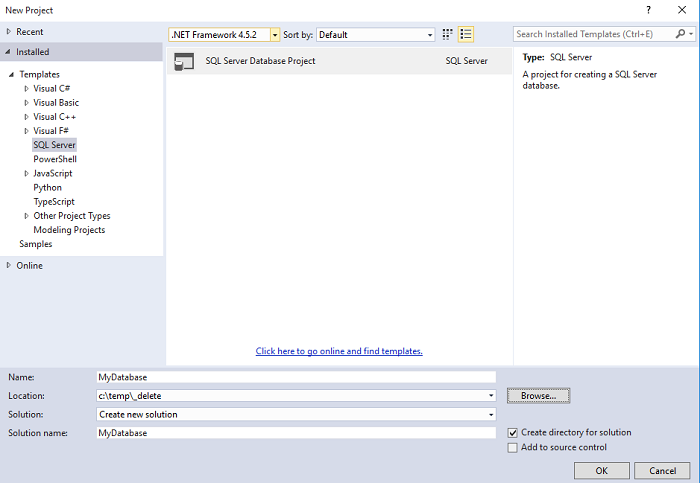 New Project
?
Recent
.NET Framework 4.5.2 Sort by: Default
Search Installed Templates (Ctrl+E)
Installed
Templates
Visual C#
Visual Basic
Visual C++
Visual F#
SQL Server
PowerShell
JavaScript
Python
TypeScript
Other Project Types
Modeling Projects
Samples
Online
SQL Server Database Project SQL Server
Type: SQL Server
A project for creating a SQL Server
database.
Click here to go online and find templates.
Name: MyDatabase
Location: c:\temp\_delete Browse...
Solution: Create new solution
Solution name: MyDatabase
Create directory for solution
Add to source control
OK Cancel